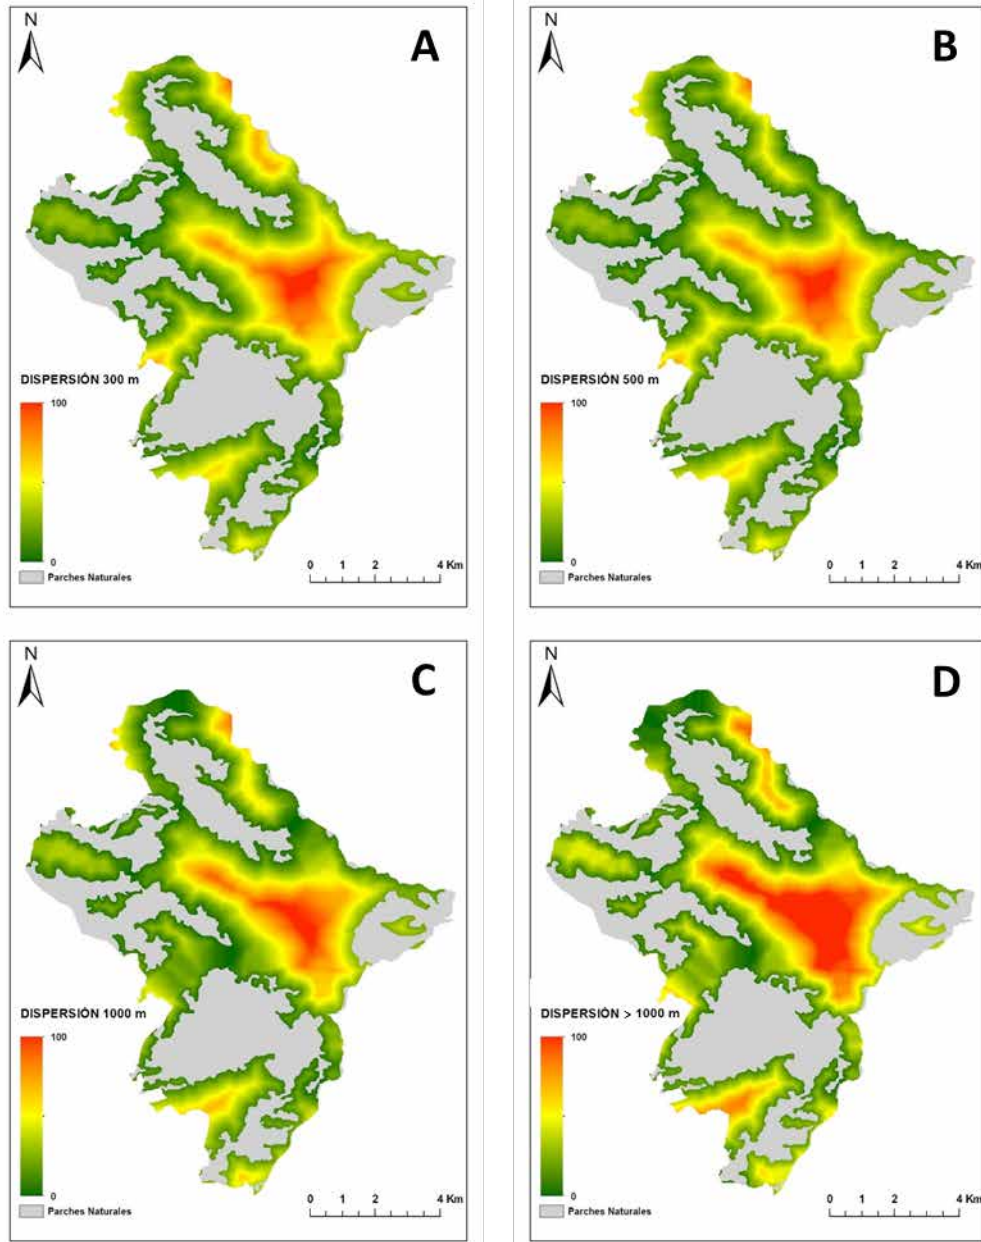 N
A
DISPERSIÓN 300 m
100
0
Parches Naturales
0 1 2 4 Km
N
B
DISPERSIÓN 500 m
100
0
Parches Naturales
0 1 2 4 Km
N
C
DISPERSIÓN 1000 m
100
0
Parches Naturales
0 1 2 4 Km
N
D
DISPERSIÓN > 1000 m
100
0
Parches Naturales
0 1 2 4 Km